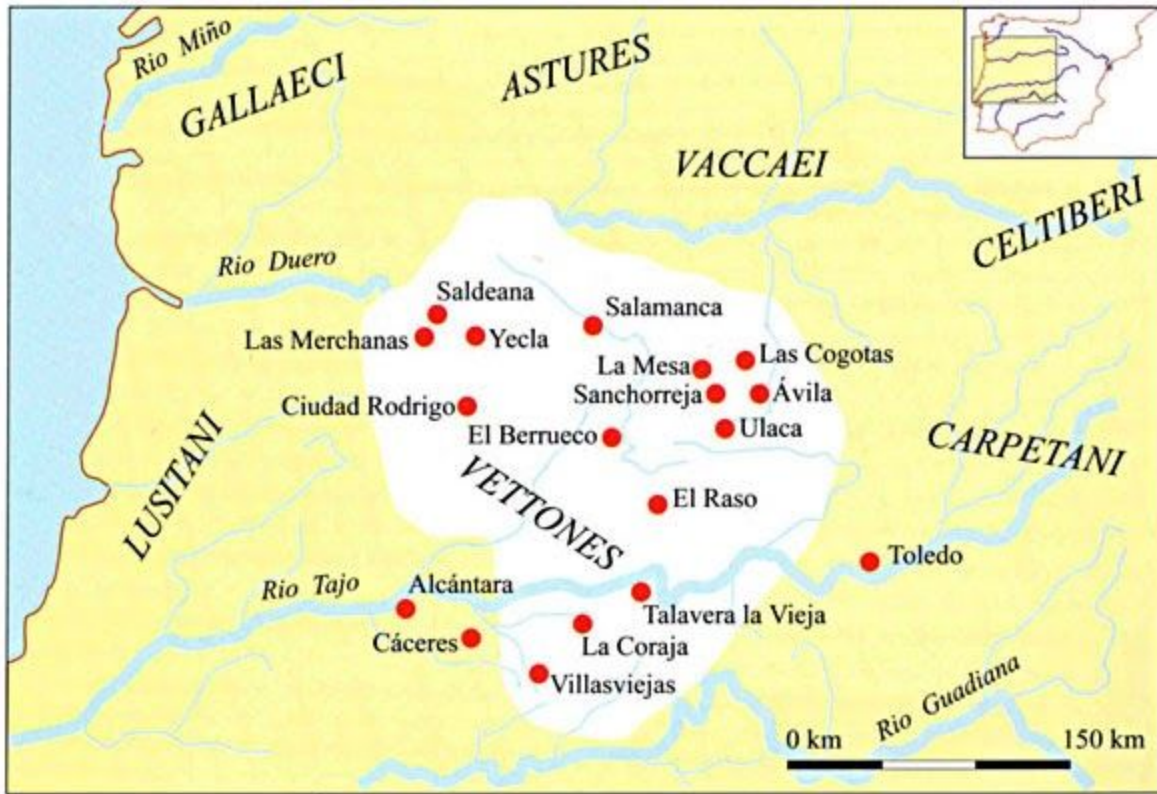 Rio Miño
GALLAECI
ASTURES
VACCAEI
CELTIBERI
Rio Duero
Saldeana
Salamanca
Las Merchanas
Yecla
La Mesa
Las Cogotas
Sanchorreja
Ávila
Ciudad Rodrigo
El Berrueco
Ulaca
LUSITANI
VETTONES
CARPETANI
El Raso
Toledo
Rio Tajo
Alcántara
Talavera la Vieja
Cáceres
La Coraja
Villasviejas
Rio Guadiana
0 km
150 km